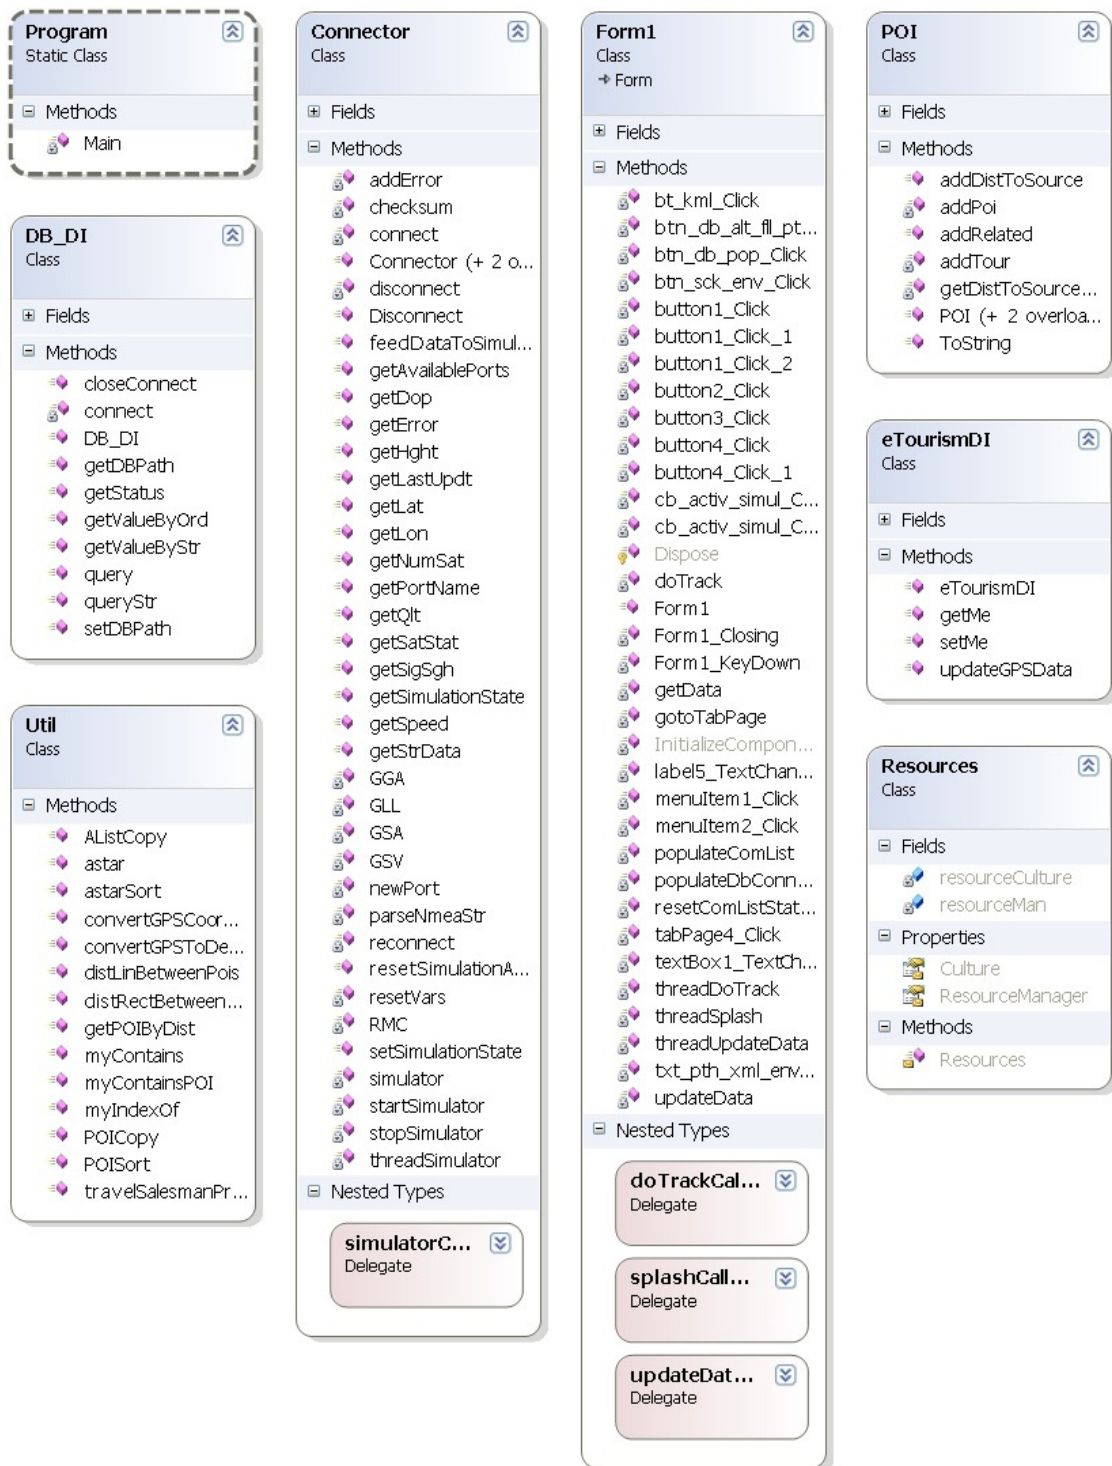 Program
Static Class
Methods
Main
DB_DI
Class
Fields
Methods
closeConnect
connect
DB_DI
getDBPath
getStatus
getValueByOrd
getValueByStr
query
queryStr
setDBPath
Util
Class
Methods
AListCopy
astar
astarSort
convertGPSCoor...
convertGPSToDe...
distLinBetweenPois
distRectBetween...
getPOIByDist
myContains
myContainsPOI
myIndexOf
POICopy
POISort
travelSalesmanPr...
Connector
Class
Fields
Methods
addError
checksum
connect
Connector (+ 2 o...
disconnect
Disconnect
feedDataToSimul...
getAvailablePorts
getDop
getError
getHght
getLastUpdt
getLat
getLon
getNumSat
getPortName
getQlt
getSatStat
getSigSgh
getSimulationState
getSpeed
getStrData
GGA
GLL
GSA
GSV
newPort
parseNmeaStr
reconnect
resetSimulationA...
resetVars
RMC
setSimulationState
simulator
startSimulator
stopSimulator
threadSimulator
Nested Types
simulatorC...
Delegate
Form1
Class
Form
Fields
Methods
bt_kml_Click
btn_db_alt_fl_pt...
btn_db_pop_Click
btn_sck_env_Click
button1_Click
button1_Click_1
button1_Click_2
button2_Click
button3_Click
button4_Click
button4_Click_1
cb_activ_simul_C...
cb_activ_simul_C...
Dispose
doTrack
Form1
Form1_Closing
Form1_KeyDown
getData
gotoTabPage
InitializeCompon...
label5_TextChan...
menuItem1_Click
menuItem2_Click
populateComList
populateDbConn...
resetComListStat...
tabPage4_Click
textBox1_TextCh...
threadDoTrack
threadSplash
threadUpdateData
txt_pth_xml_env...
updateData
Nested Types
doTrackCal...
Delegate
splashCall...
Delegate
updateDat...
Delegate
POI
Class
Fields
Methods
addDistToSource
addPoi
addRelated
addTour
getDistToSource...
POI (+ 2 overloa...
ToString
eTourismDI
Class
Fields
Methods
eTourismDI
getMe
setMe
updateGPSData
Resources
Class
Fields
resourceCulture
resourceMan
Properties
Culture
ResourceManager
Methods
Resources